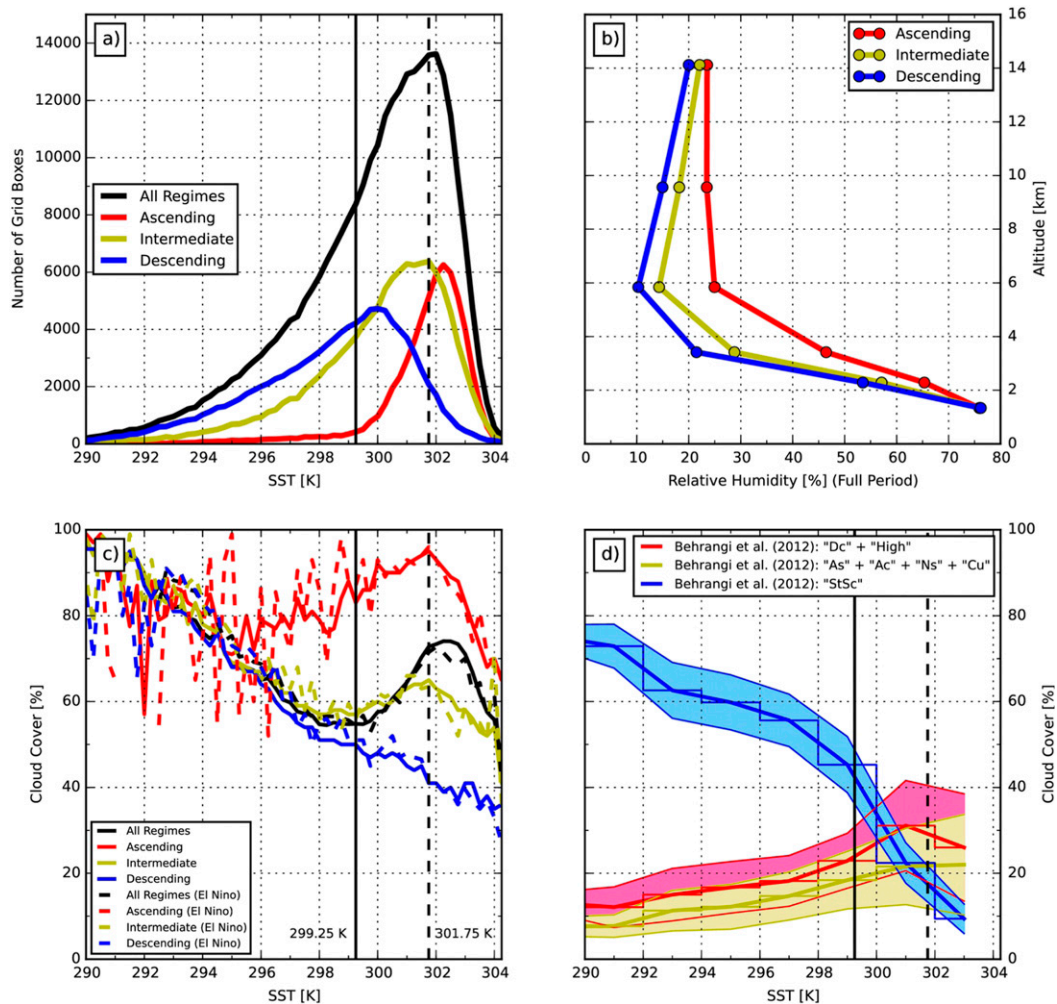 a)
Number of Grid Boxes
14000
12000
10000
8000
6000
4000
2000
0
All Regimes
Ascending
Intermediate
Descending
290 292 294 296 298 300 302 304
SST [K]
b)
Ascending
Intermediate
Descending
16
14
12
10
8
6
4
2
0
Altitude [km]
0 10 20 30 40 50 60 70 80
Relative Humidity [%] (Full Period)
c)
Cloud Cover [%]
100
80
60
40
20
0
All Regimes
Ascending
Intermediate
Descending
All Regimes (El Nino)
Ascending (El Nino)
Intermediate (El Nino)
Descending (El Nino)
299.25 K
301.75 K
290 292 294 296 298 300 302 304
SST [K]
d)
Behrangi et al. (2012): "Dc" + "High"
Behrangi et al. (2012): "As" + "Ac" + "Ns" + "Cu"
Behrangi et al. (2012): "StSc"
100
80
60
40
20
0
Cloud Cover [%]
290 292 294 296 298 300 302 304
SST [K]